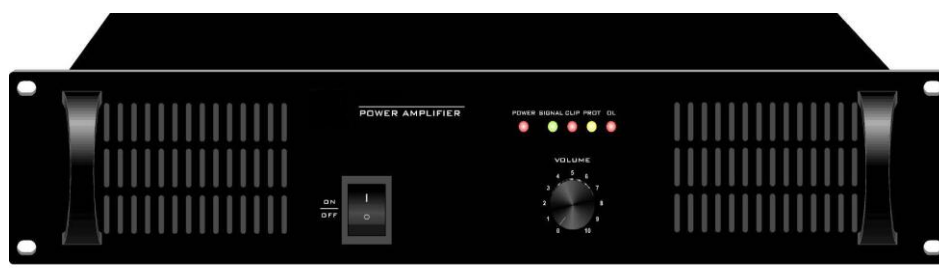 POWER AMPLIFIER
POWER SIGNAL CLIP PROT OL
VOLUME
0 1 2 3 4 5 6 7 8 9 10
ON
OFF
I
O